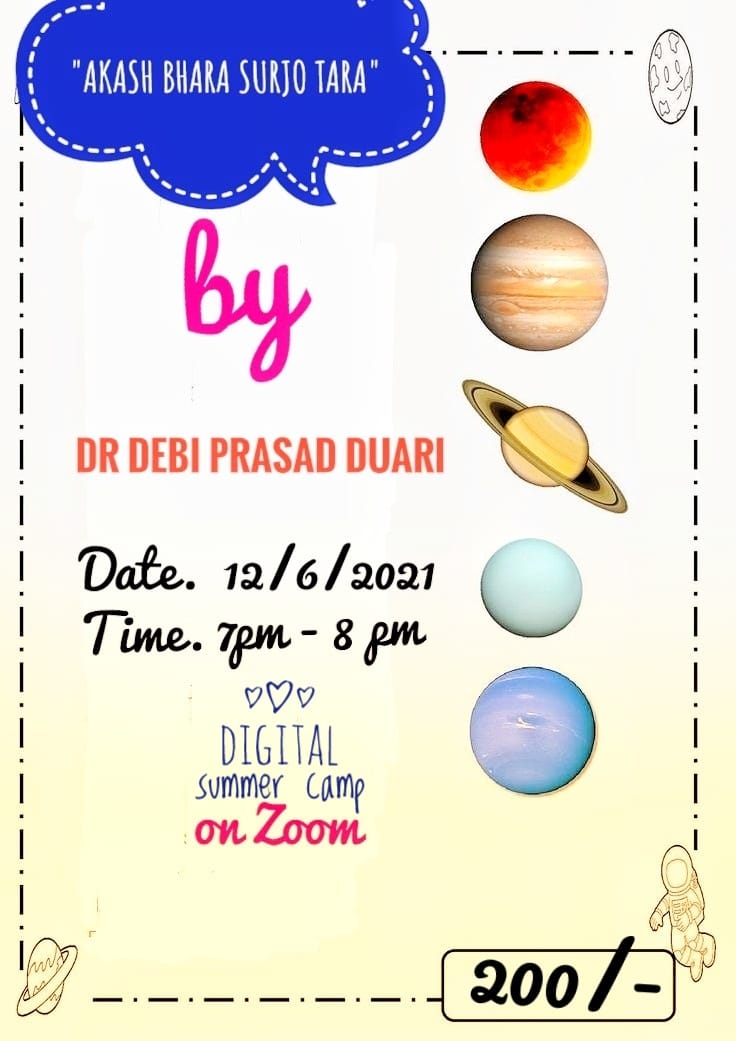 "AKASH BHARA SURJO TARA"
by
DR DEBI PRASAD DUARI
Date. 12/6/2021
Time. 7pm - 8 pm
DIGITAL
summer camp
on Zoom
200/-